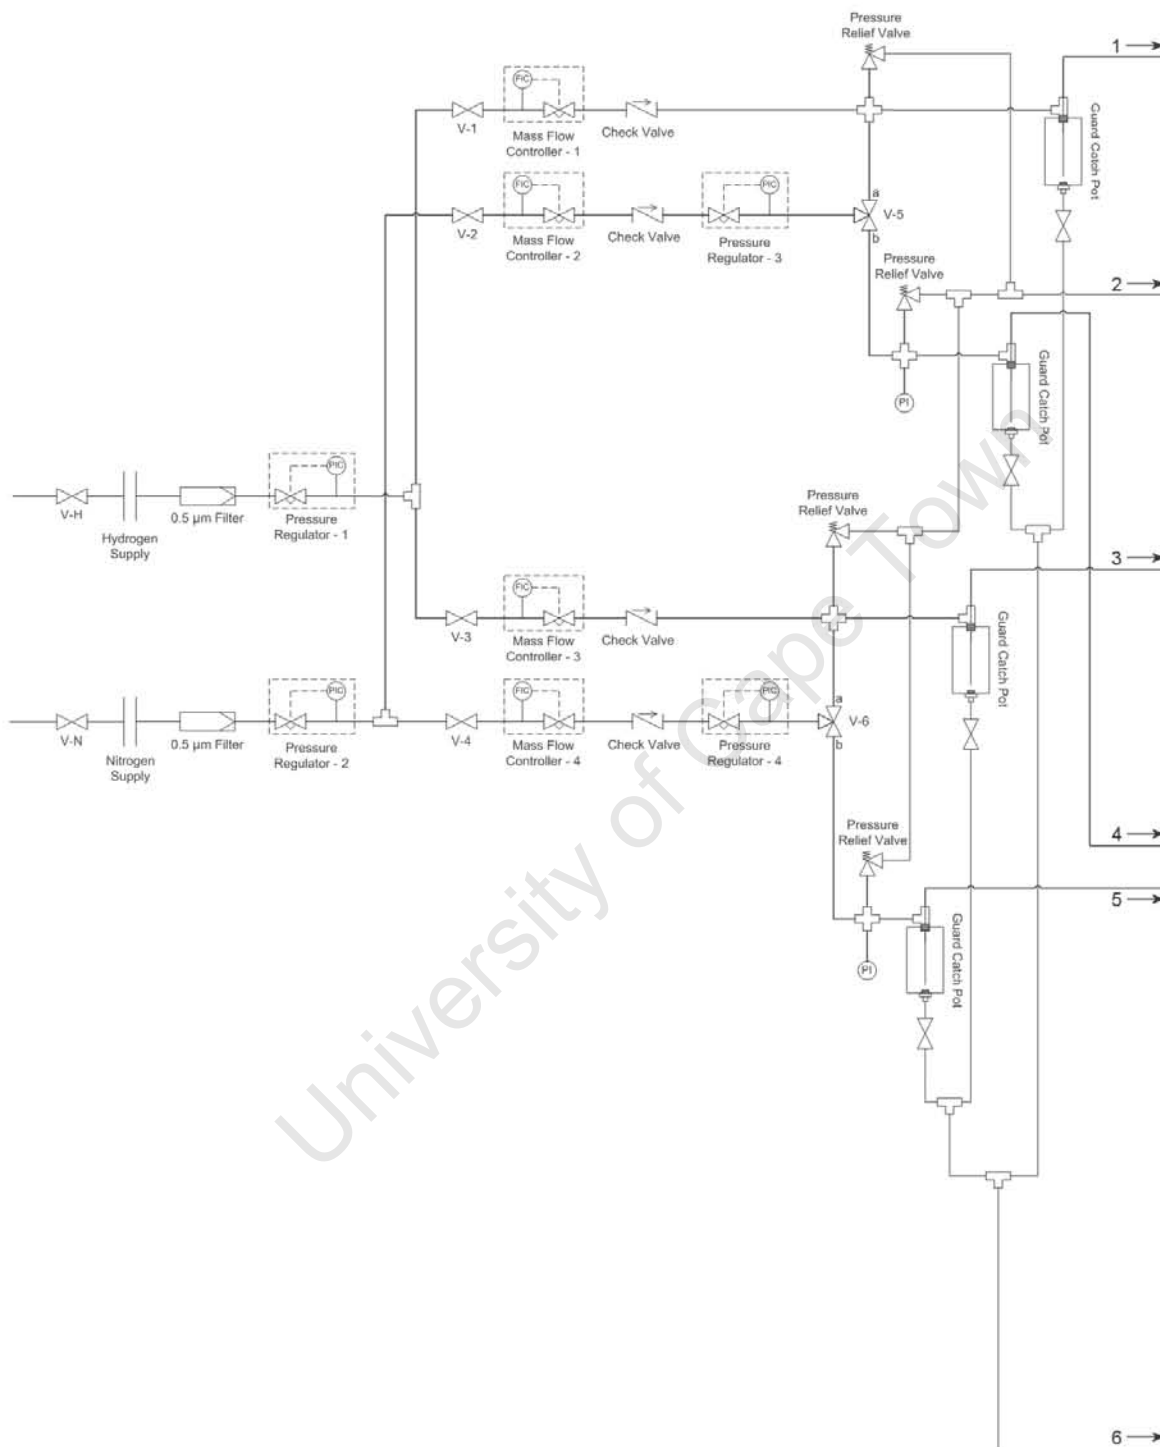 Pressure
Relief Valve
1
FIC
V-1
Mass Flow
Controller - 1
Check Valve
Guard Catch Pot
FIC
PIC
a
V-5
b
V-2
Mass Flow
Controller - 2
Check Valve
Pressure
Regulator - 3
Pressure
Relief Valve
2
Guard Catch Pot
PI
PIC
V-H
0.5 µm Filter
Hydrogen
Supply
Pressure
Regulator - 1
Pressure
Relief Valve
3
FIC
V-3
Mass Flow
Controller - 3
Check Valve
Guard Catch Pot
PIC
FIC
PIC
a
V-6
b
V-N
0.5 µm Filter
Nitrogen
Supply
Pressure
Regulator - 2
V-4
Mass Flow
Controller - 4
Check Valve
Pressure
Regulator - 4
Pressure
Relief Valve
4
5
Guard Catch Pot
PI
6
University of Cape Town